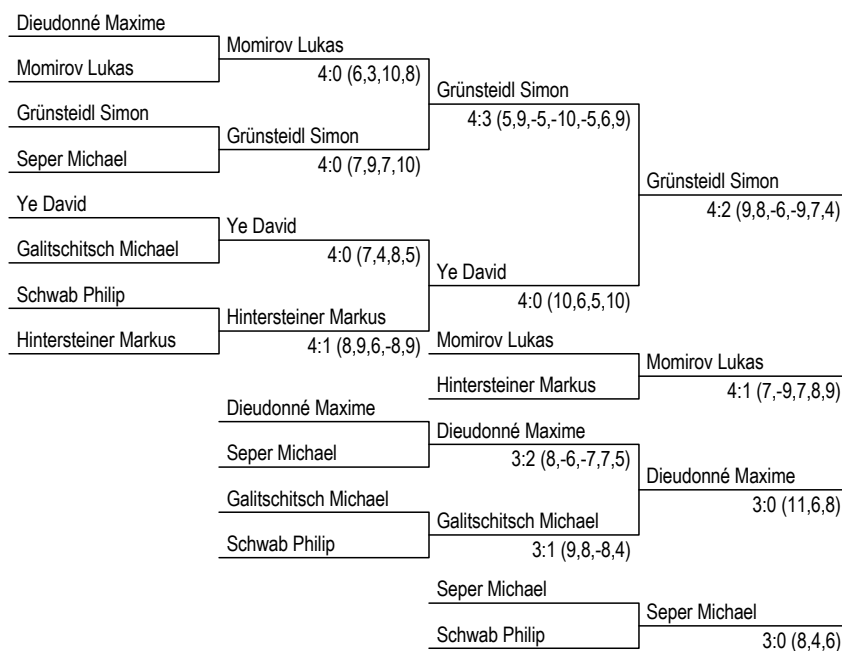 Dieudonné Maxime
Momirov Lukas
Momirov Lukas
4:0 (6,3,10,8)
Grünsteidl Simon
Grünsteidl Simon
4:3 (5,9,-5,-10,-5,6,9)
Grünsteidl Simon
Seper Michael
4:0 (7,9,7,10)
Grünsteidl Simon
4:2 (9,8,-6,-9,7,4)
Ye David
Ye David
Galitschitsch Michael
4:0 (7,4,8,5)
Ye David
4:0 (10,6,5,10)
Schwab Philip
Hintersteiner Markus
Hintersteiner Markus
4:1 (8,9,6,-8,9)
Momirov Lukas
Momirov Lukas
Hintersteiner Markus
4:1 (7,-9,7,8,9)
Dieudonné Maxime
Dieudonné Maxime
Seper Michael
3:2 (8,-6,-7,7,5)
Dieudonné Maxime
3:0 (11,6,8)
Galitschitsch Michael
Galitschitsch Michael
Schwab Philip
3:1 (9,8,-8,4)
Seper Michael
Seper Michael
Schwab Philip
3:0 (8,4,6)